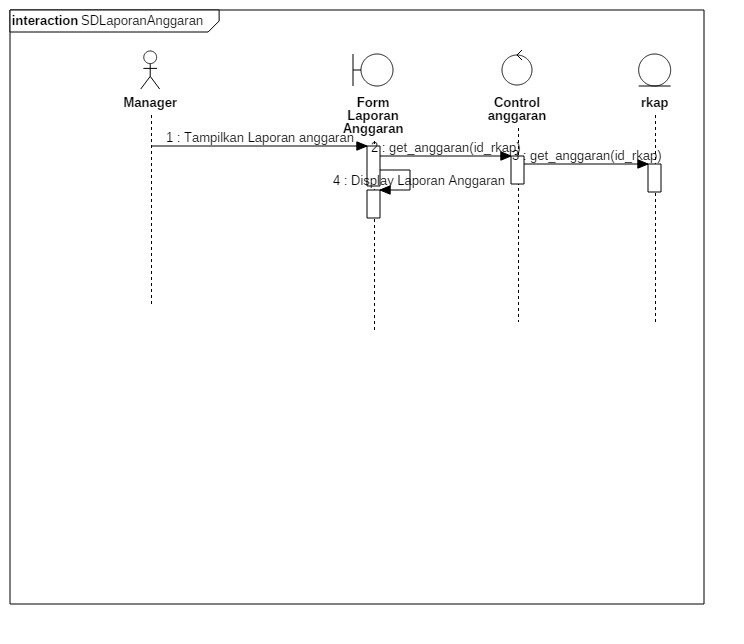 interaction SDLaporanAnggaran
Manager
Form
Laporan
Anggaran
Control
anggaran
rkap
1 : Tampilkan Laporan anggaran
2 : get_anggaran(id_rkap)
3 : get_anggaran(id_rkap)
4 : Display Laporan Anggaran